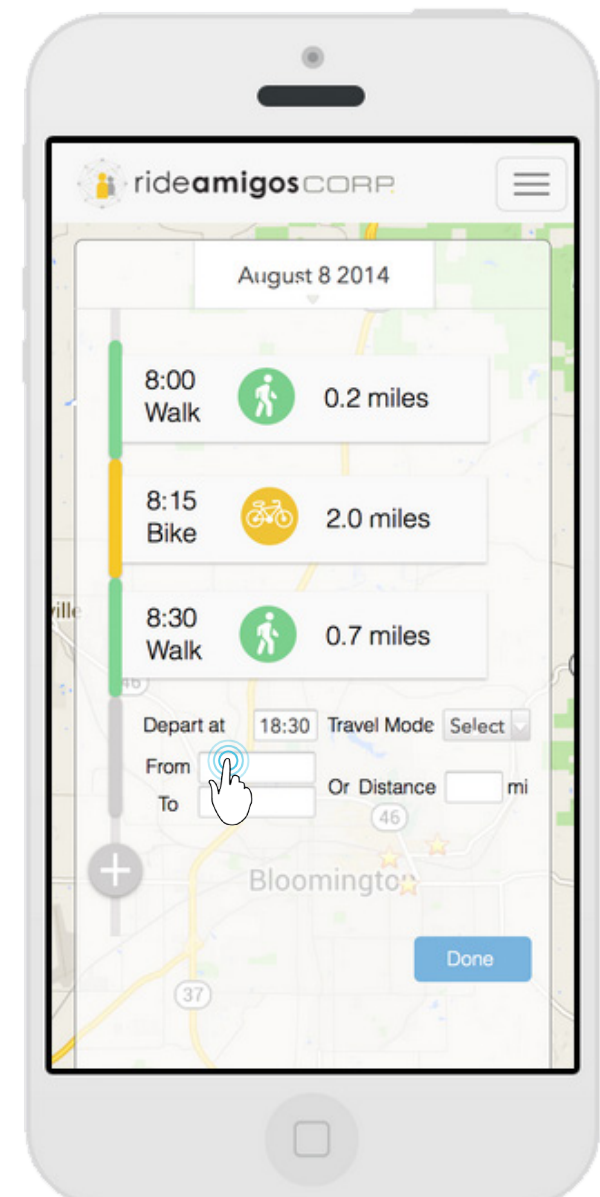 rideamigos CORP.
August 8 2014
8:00
Walk
0.2 miles
8:15
Bike
2.0 miles
ville
8:30
Walk
0.7 miles
46
Depart at 18:30 Travel Mode Select
From
Or Distance mi
To
46
Bloomington
Done
37